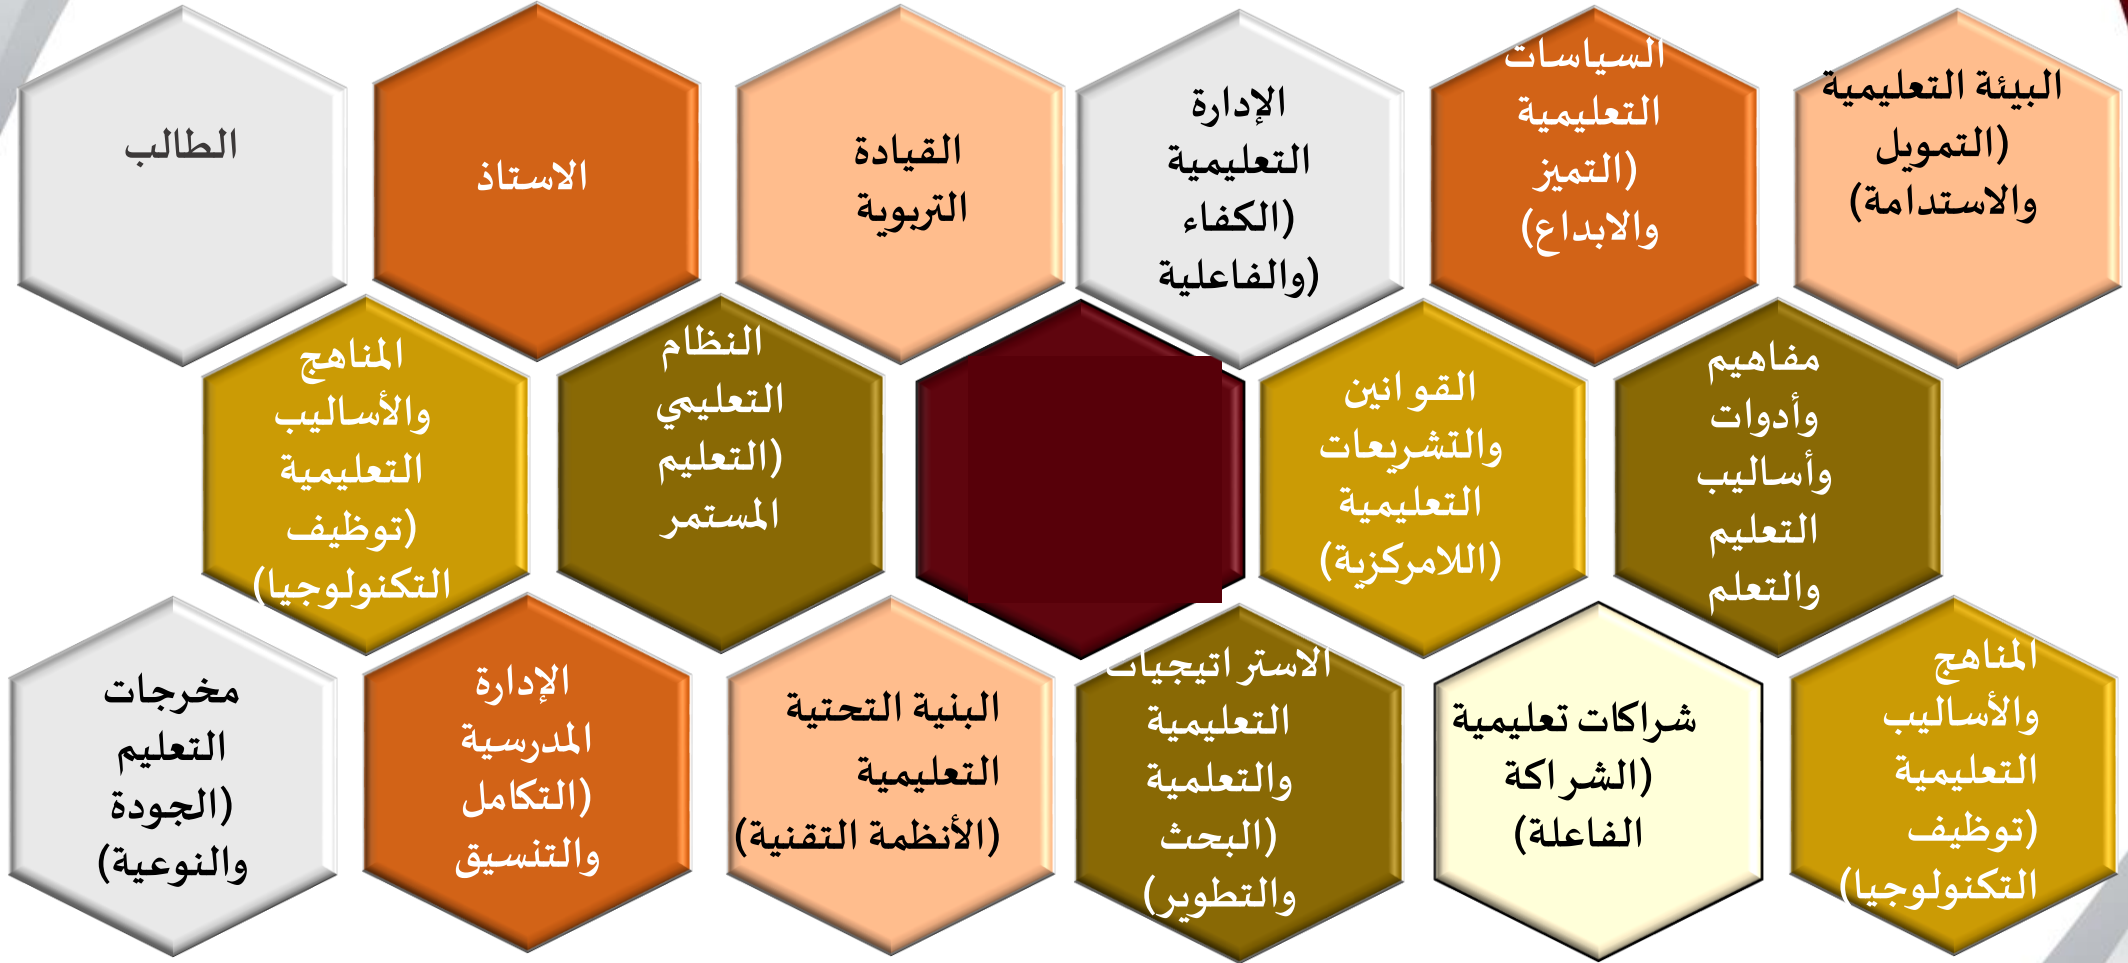 البيئة التعليمية
(التمويل
والاستدامة)
السياسات
التعليمية
(التميز
والابداع)
الإدارة
التعليمية
(الكفاء
والفاعلية)
القيادة
التربوية
الاستاذ
الطالب
مفاهيم
وأدوات
وأساليب
التعليم
والتعلم
القوانين
والتشريعات
التعليمية
(اللامركزية)
النظام
التعليمي
(التعليم
المستمر
المناهج
والأساليب
التعليمية
(توظيف
التكنولوجيا)
المناهج
والأساليب
التعليمية
(توظيف
التكنولوجيا)
شراكات تعليمية
(الشراكة
الفاعلة)
الاستراتيجيات
التعليمية
والتعلمية
(البحث
والتطوير)
البنية التحتية
التعليمية
(الأنظمة التقنية)
الإدارة
المدرسية
(التكامل
والتنسيق
مخرجات
التعليم
(الجودة
والنوعية)